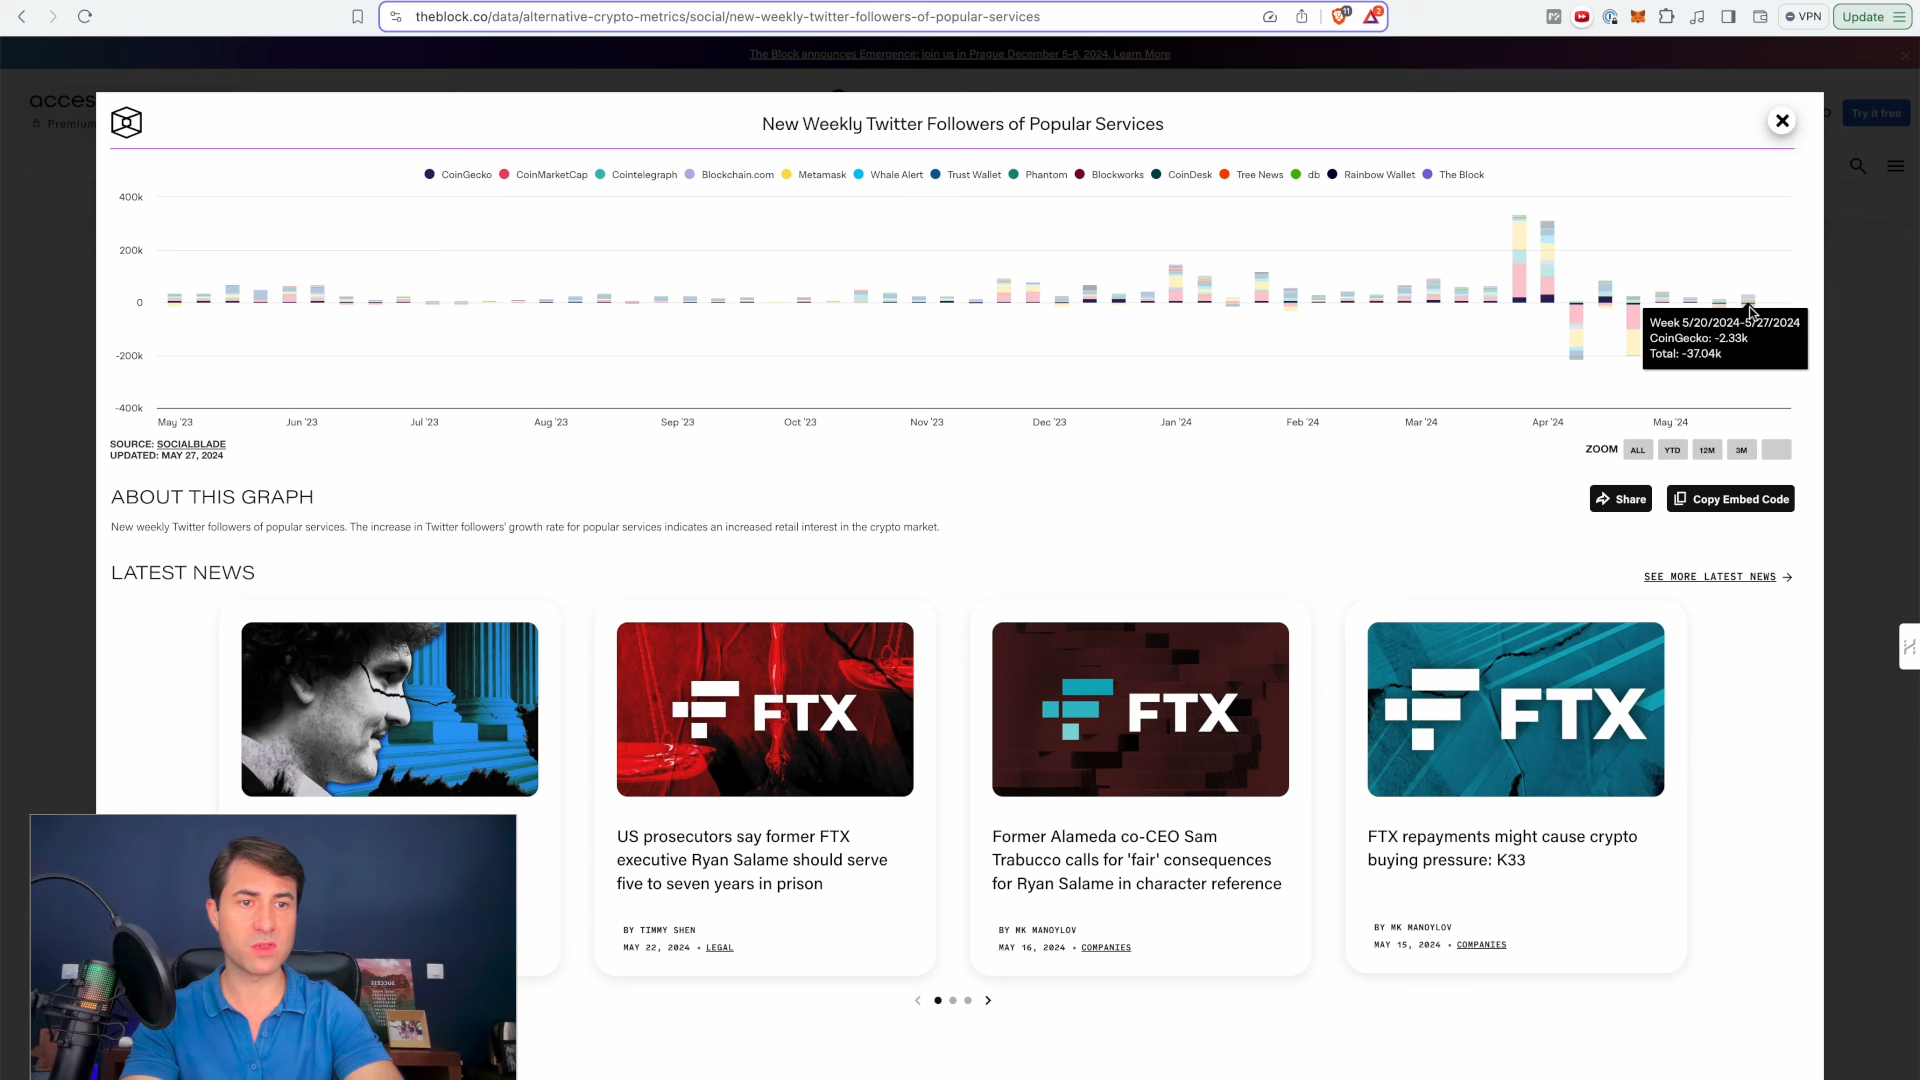 theblock.co/data/alternative-crypto-metrics/social/new-weekly-twitter-followers-of-popular-services
11
2
VPN
Update
The Block announces Emergence: join us in Prague December 5-6, 2024. Learn More
acces
Premium
Try it free
New Weekly Twitter Followers of Popular Services
CoinGecko CoinMarketCap Cointelegraph Blockchain.com Metamask Whale Alert Trust Wallet Phantom Blockworks CoinDesk Tree News db Rainbow Wallet The Block
400k
200k
0
-200k
-400k
Week 5/20/2024-5/27/2024
CoinGecko: -2.33k
Total: -37.04k
May '23 Jun '23 Jul '23 Aug '23 Sep '23 Oct '23 Nov '23 Dec '23 Jan '24 Feb '24 Mar '24 Apr '24 May '24
SOURCE: SOCIALBLADE
UPDATED: MAY 27, 2024
ZOOM ALL YTD 12M 3M
ABOUT THIS GRAPH
Share
Copy Embed Code
New weekly Twitter followers of popular services. The increase in Twitter followers' growth rate for popular services indicates an increased retail interest in the crypto market.
LATEST NEWS
SEE MORE LATEST NEWS
FTX
FTX
FTX
US prosecutors say former FTX
executive Ryan Salame should serve
five to seven years in prison
BY TIMMY SHEN
MAY 22, 2024 • LEGAL
Former Alameda co-CEO Sam
Trabucco calls for 'fair' consequences
for Ryan Salame in character reference
BY MK MANOYLOV
MAY 16, 2024 • COMPANIES
FTX repayments might cause crypto
buying pressure: K33
BY MK MANOYLOV
MAY 15, 2024 • COMPANIES